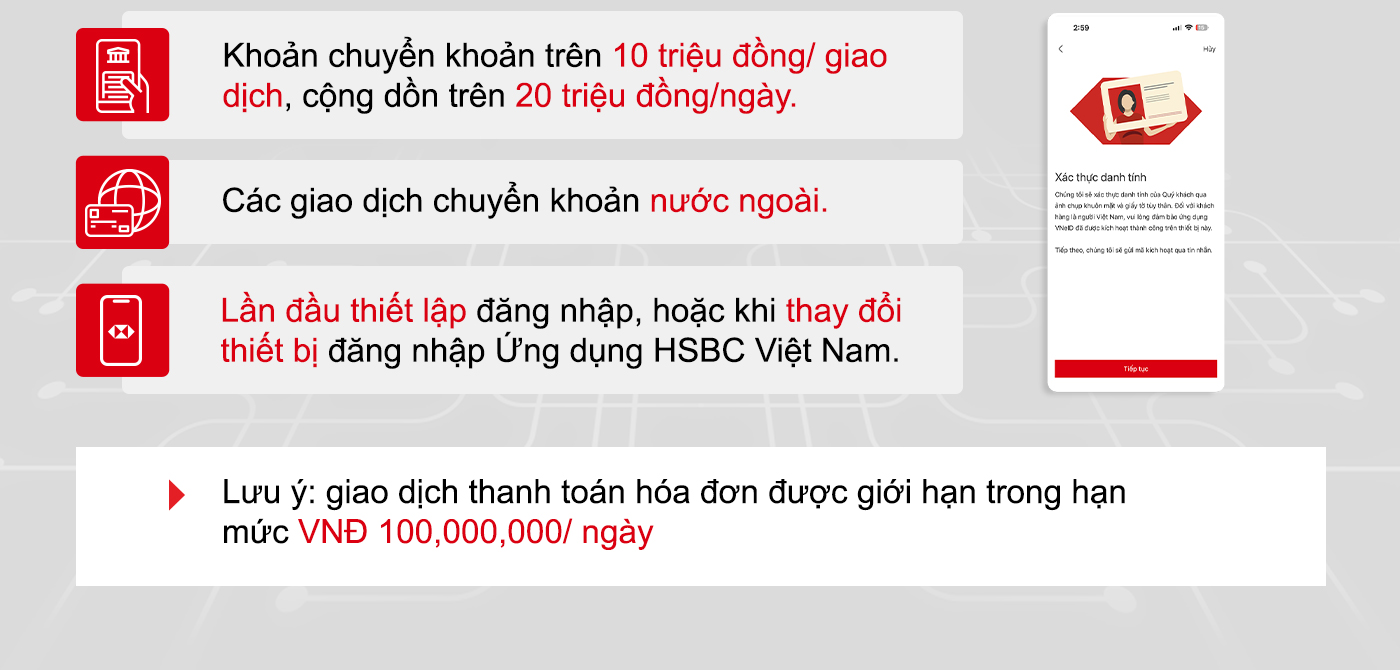 Khoản chuyển khoản trên 10 triệu đồng/ giao
dịch, cộng dồn trên 20 triệu đồng/ngày.
Các giao dịch chuyển khoản nước ngoài.
Lần đầu thiết lập đăng nhập, hoặc khi thay đổi
thiết bị đăng nhập Ứng dụng HSBC Việt Nam.
2:59
Hủy
Xác thực danh tính
Chúng tôi sẽ xác thực danh tính của Quý khách qua
ảnh chụp khuôn mặt và giấy tờ tùy thân. Đối với khách
hàng là người Việt Nam, vui lòng đảm bảo ứng dụng
VNeID đã được kích hoạt thành công trên thiết bị này.
Tiếp theo, chúng tôi sẽ gửi mã kích hoạt qua tin nhắn.
Tiếp tục
Lưu ý: giao dịch thanh toán hóa đơn được giới hạn trong hạn
mức VNĐ 100,000,000/ ngày